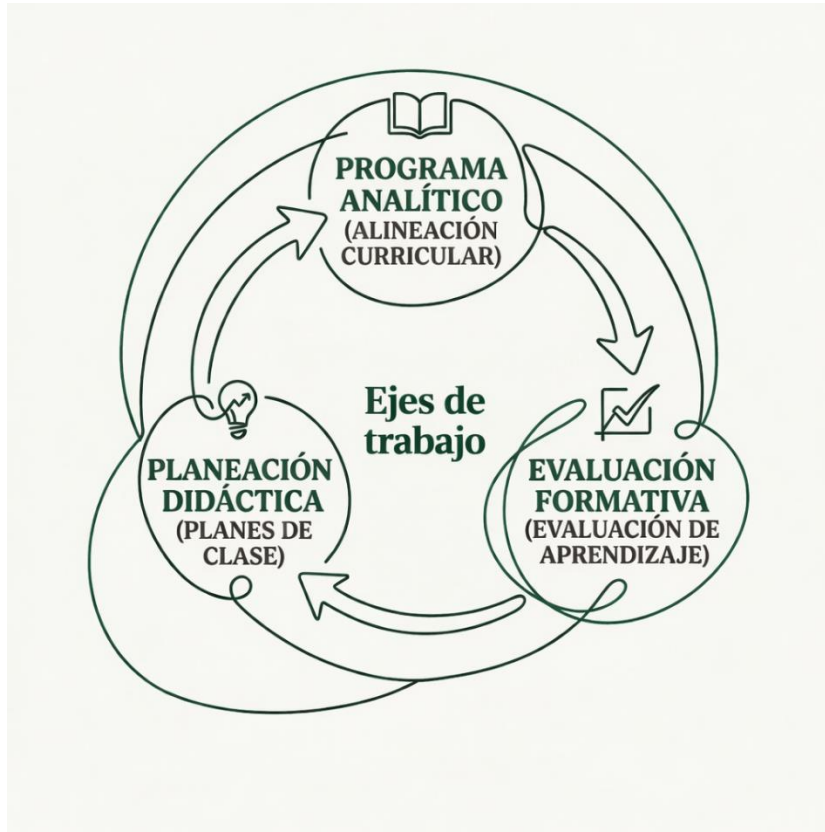 PROGRAMA
ANALÍTICO
(ALINEACIÓN
CURRICULAR)
Ejes de
trabajo
PLANEACIÓN
DIDÁCTICA
(PLANES DE
CLASE)
EVALUACIÓN
FORMATIVA
(EVALUACIÓN DE
APRENDIZAJE)